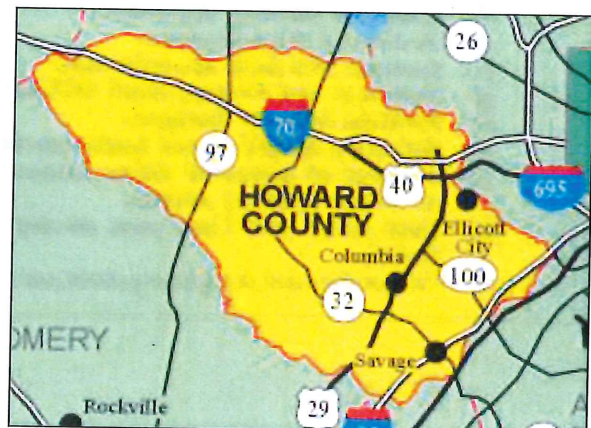 26
70
97
695
40
HOWARD
COUNTY
Ellicott
City
Columbia
100
32
OMERY
Savage
Rockville
29